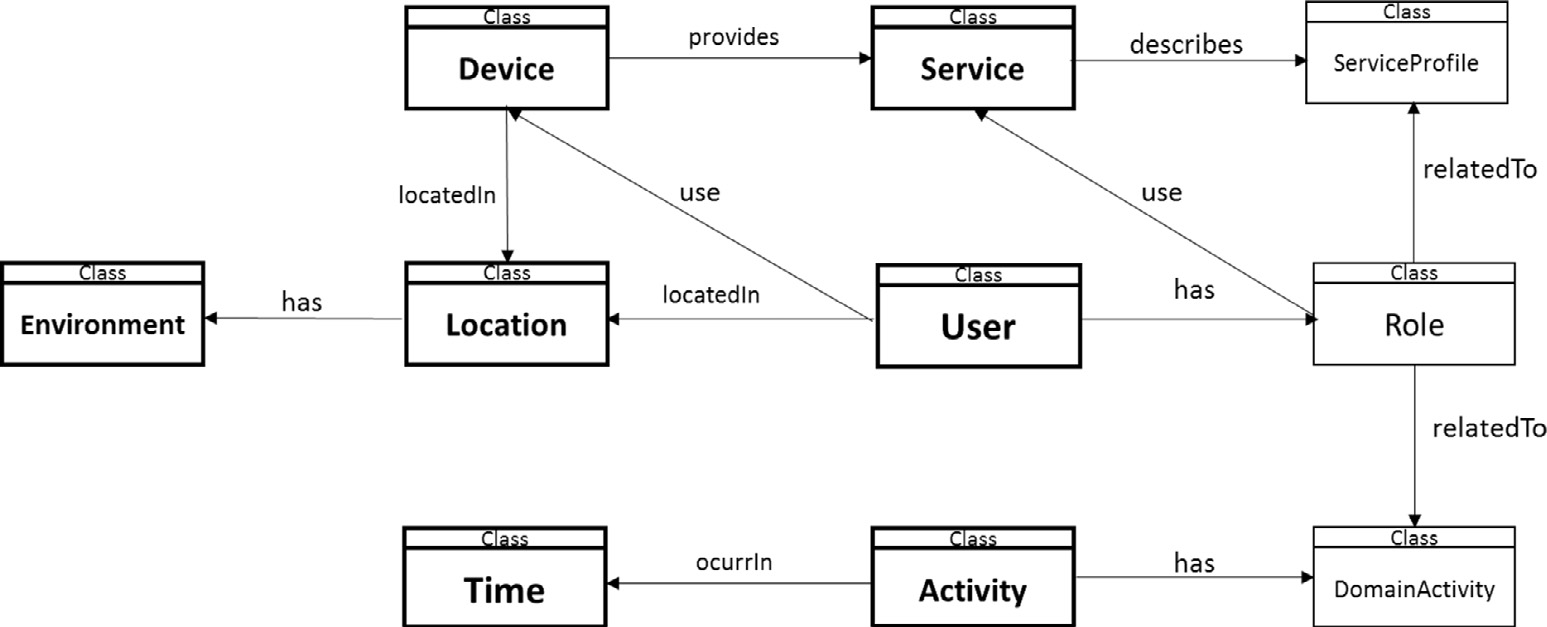 Class
Device
provides
Class
Service
describes
Class
ServiceProfile
locatedIn
use
use
relatedTo
Class
Environment
has
Class
Location
locatedIn
Class
User
has
Class
Role
relatedTo
Class
Time
ocurrIn
Class
Activity
has
Class
DomainActivity